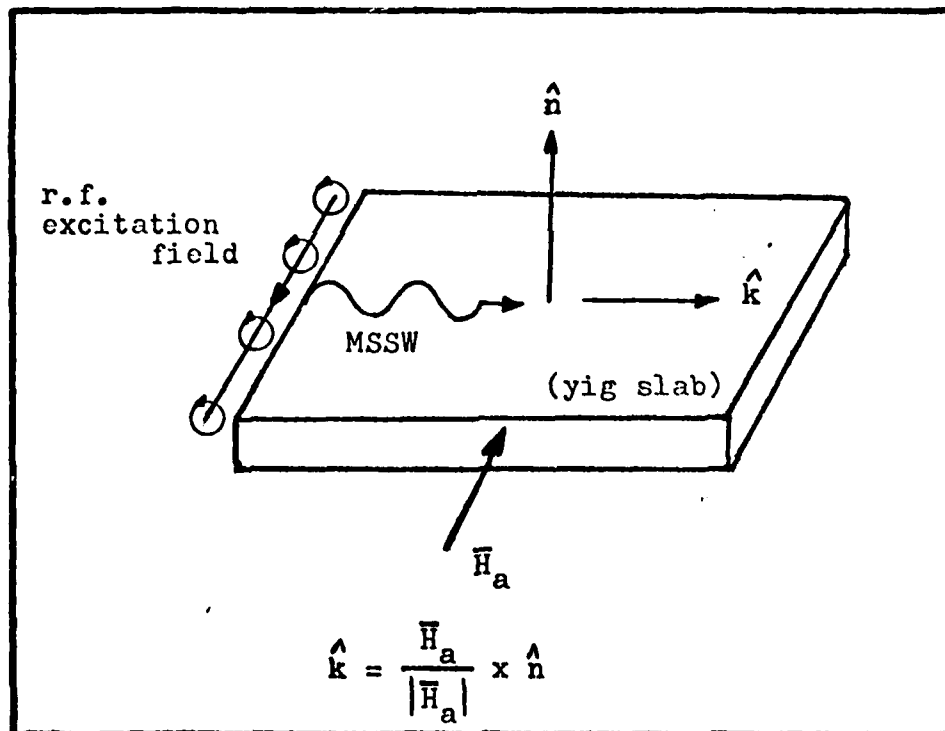 n̂
r.f.
excitation
field
k̂
MSSW
(yig slab)
H̅a
k̂ = H̅a / |H̅a| x n̂